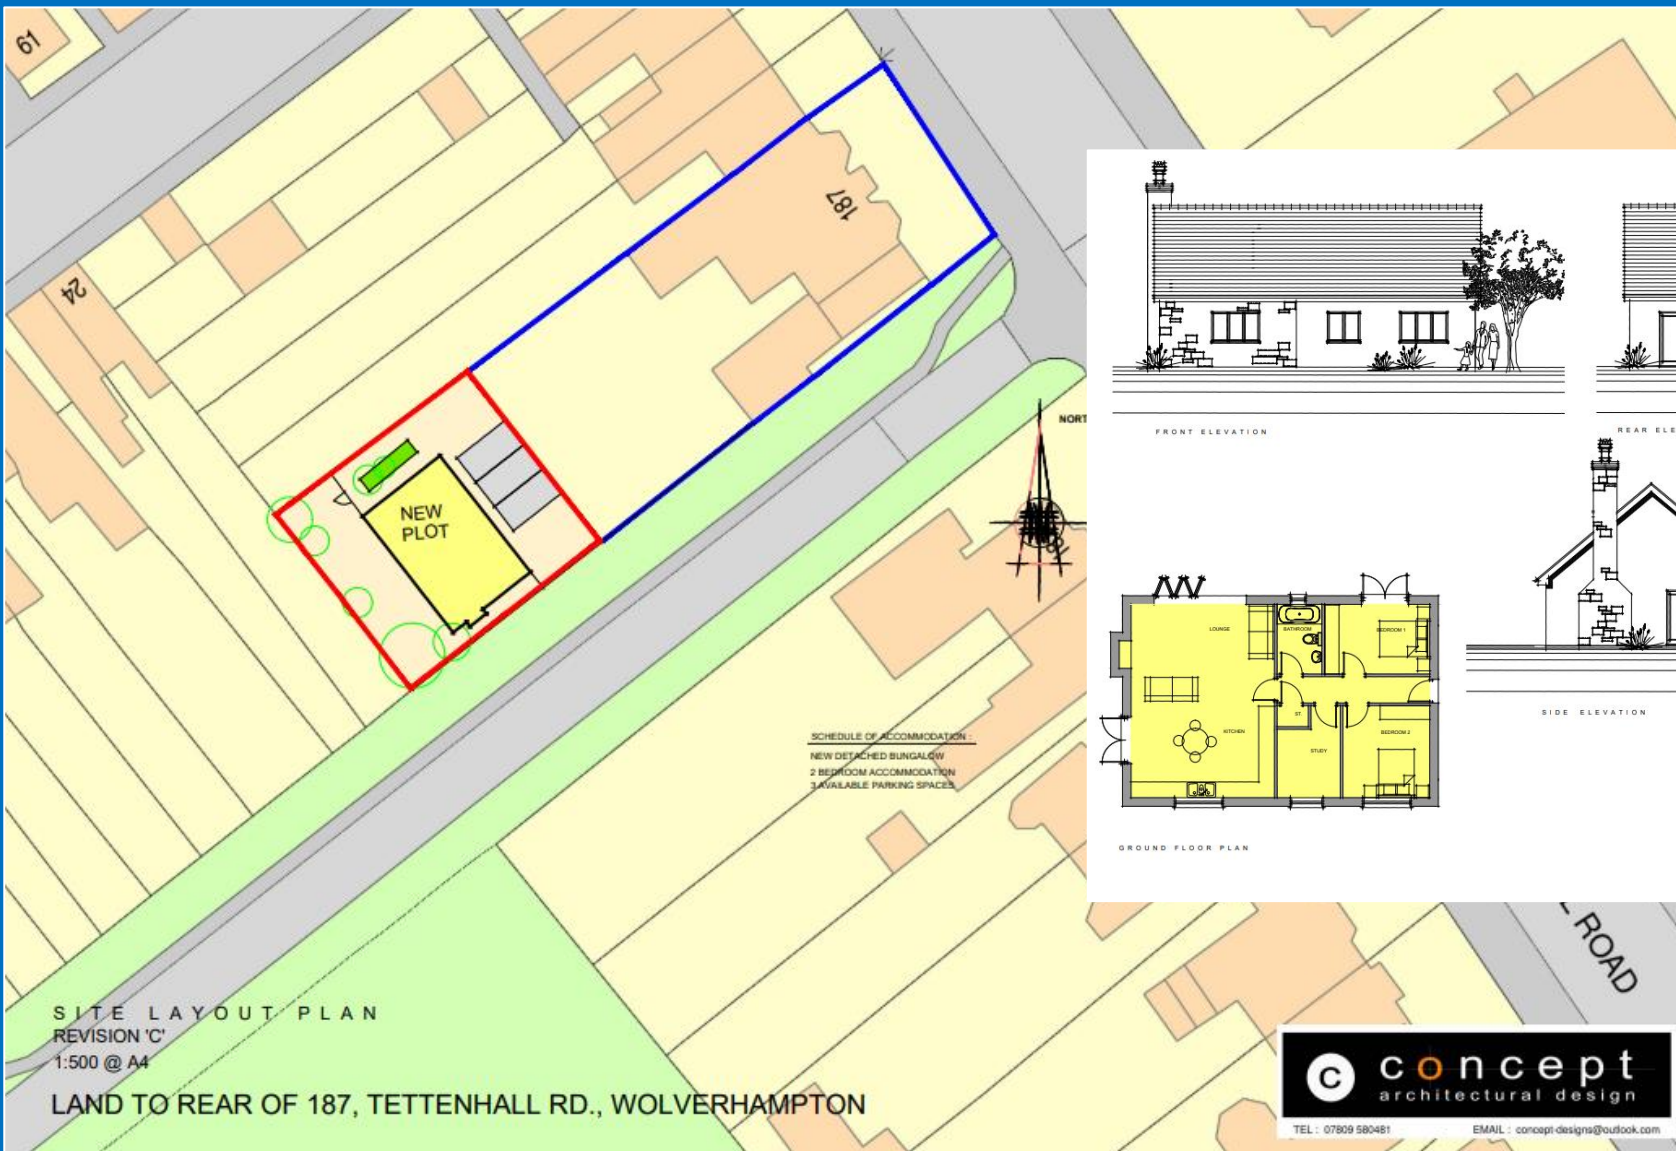 61
187
24
NEW
PLOT
NORT
SCHEDULE OF ACCOMMODATION :
NEW DETACHED BUNGALOW
2 BEDROOM ACCOMMODATION
3 AVAILABLE PARKING SPACES
FRONT ELEVATION
REAR ELE
SIDE ELEVATION
LOUNGE
BATHROOM
BEDROOM 1
ST.
KITCHEN
STUDY
BEDROOM 2
GROUND FLOOR PLAN
ROAD
SITE LAYOUT PLAN
REVISION 'C'
1:500 @ A4
LAND TO REAR OF 187, TETTENHALL RD., WOLVERHAMPTON
c concept
architectural design
TEL : 07809 580481
EMAIL : concept-designs@outlook.com